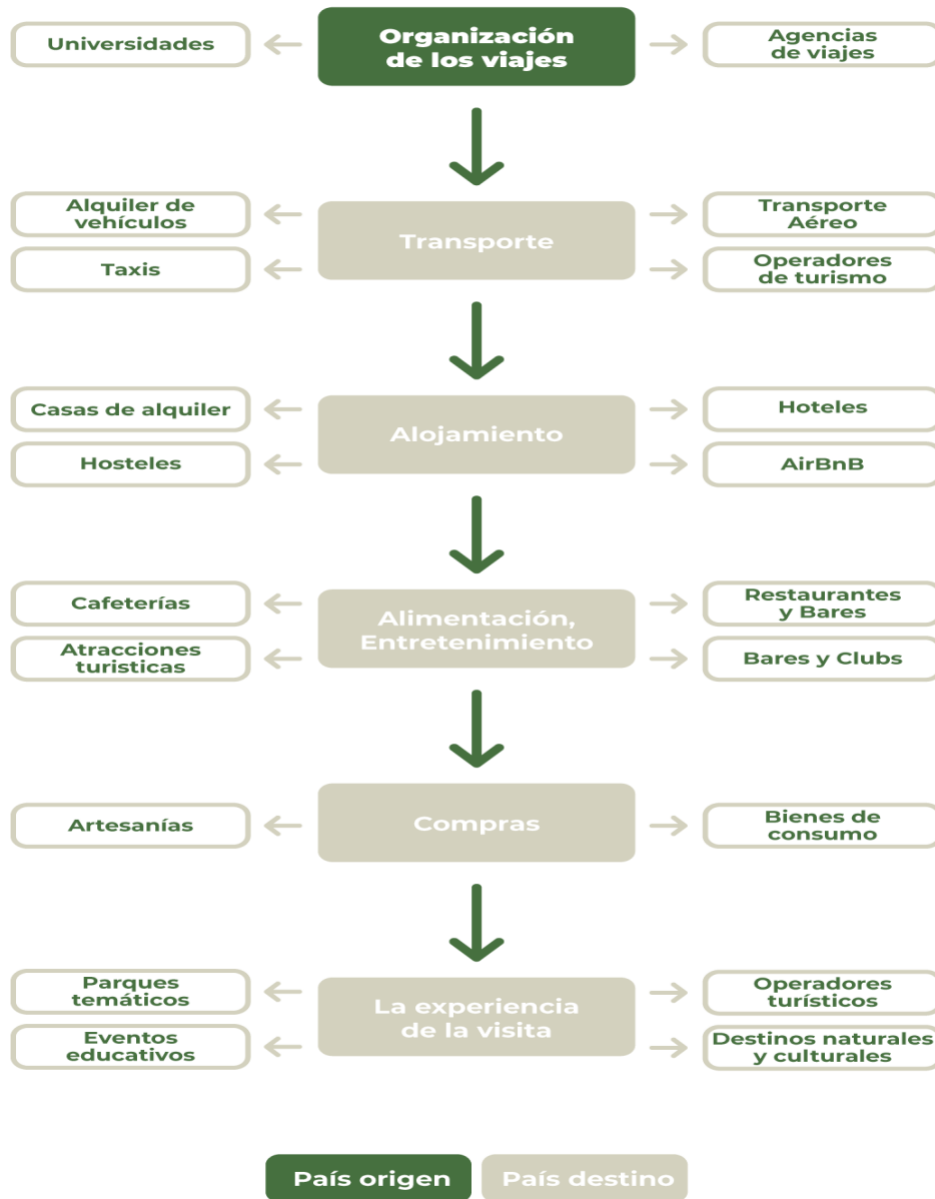 Universidades
Organización
de los viajes
Agencias
de viajes
Alquiler de
vehículos
Transporte
Transporte
Aéreo
Taxis
Operadores
de turismo
Casas de alquiler
Alojamiento
Hoteles
Hosteles
AirBnB
Cafeterías
Alimentación,
Entretenimiento
Restaurantes
y Bares
Atracciones
turisticas
Bares y Clubs
Artesanías
Compras
Bienes de
consumo
Parques
temáticos
La experiencia
de la visita
Operadores
turísticos
Eventos
educativos
Destinos naturales
y culturales
País origen
País destino